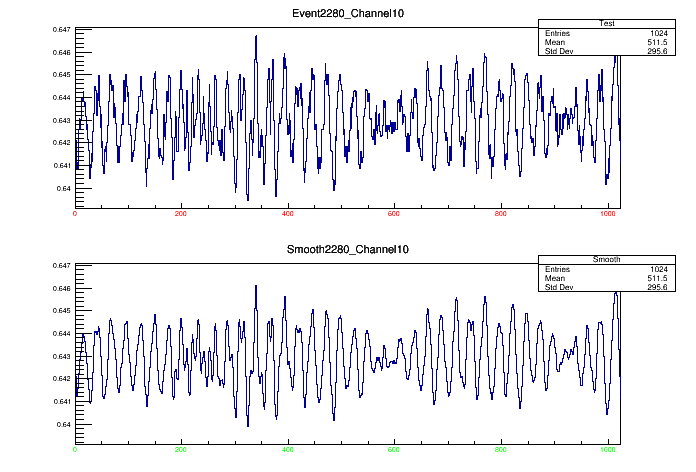 Event2280_Channel10
Test
Entries 1024
Mean 511.5
Std Dev 295.6
0.647
0.646
0.645
0.644
0.643
0.642
0.641
0.64
0 200 400 600 800 1000
Smooth2280_Channel10
Smooth
Entries 1024
Mean 511.5
Std Dev 295.6
0.647
0.646
0.645
0.644
0.643
0.642
0.641
0.64
0 200 400 600 800 1000